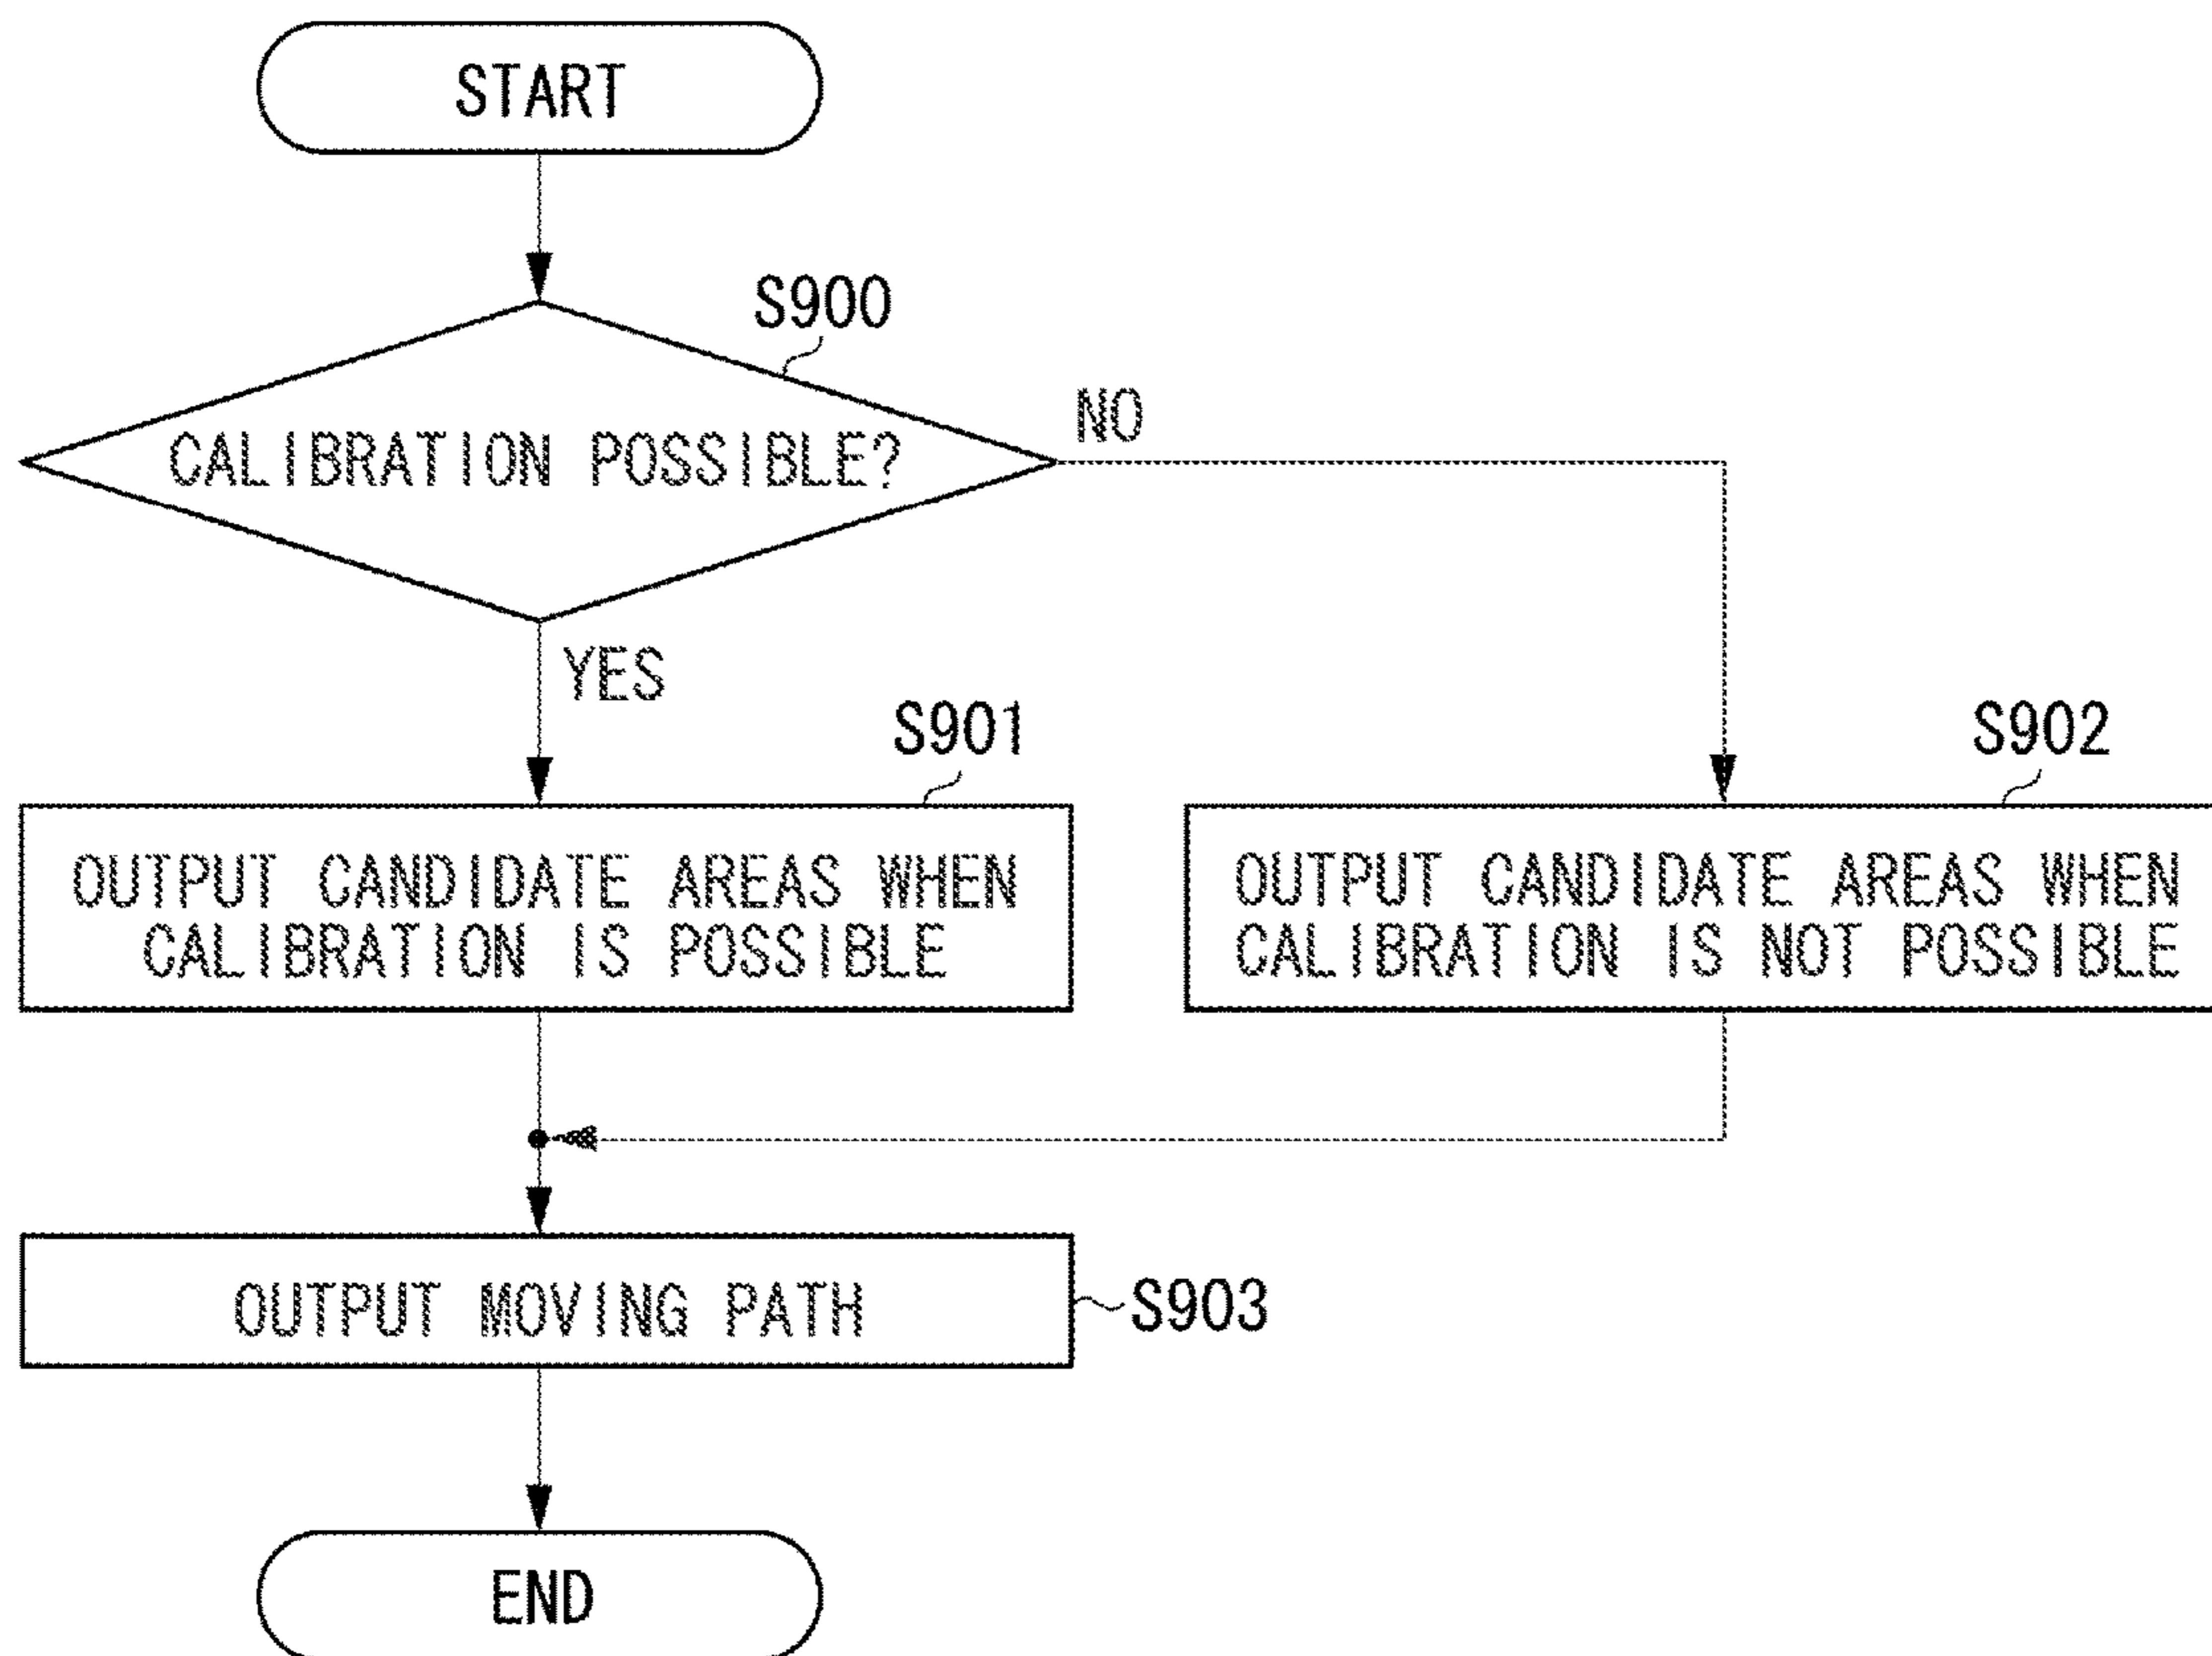 START
S900
CALIBRATION POSSIBLE?
NO
YES
S901
OUTPUT CANDIDATE AREAS WHEN
CALIBRATION IS POSSIBLE
S902
OUTPUT CANDIDATE AREAS WHEN
CALIBRATION IS NOT POSSIBLE
OUTPUT MOVING PATH
S903
END